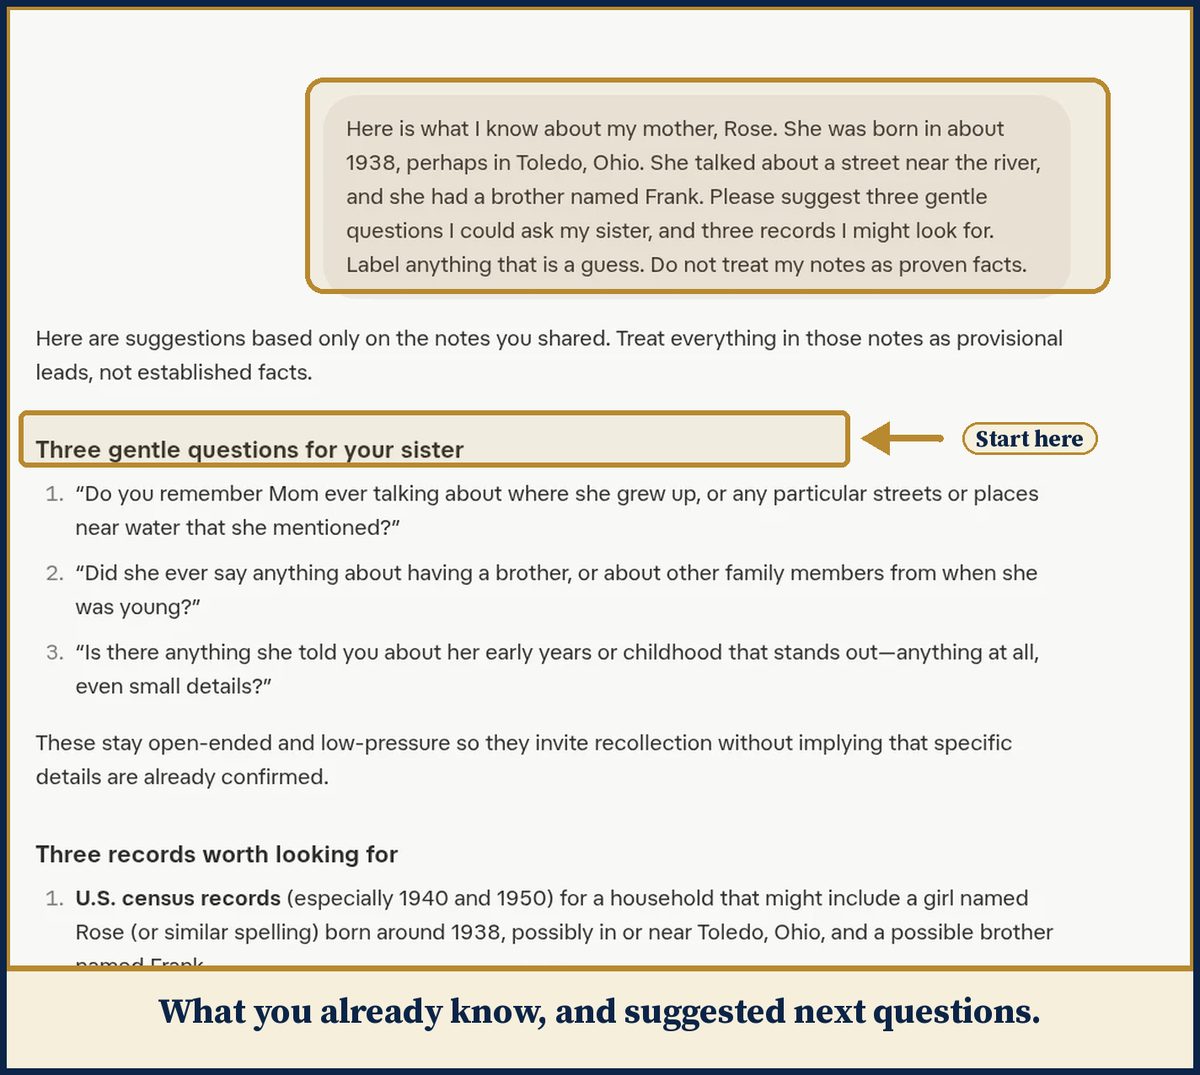 Here is what I know about my mother, Rose. She was born in about
1938, perhaps in Toledo, Ohio. She talked about a street near the river,
and she had a brother named Frank. Please suggest three gentle
questions I could ask my sister, and three records I might look for.
Label anything that is a guess. Do not treat my notes as proven facts.
Here are suggestions based only on the notes you shared. Treat everything in those notes as provisional
leads, not established facts.
Three gentle questions for your sister
Start here
1. “Do you remember Mom ever talking about where she grew up, or any particular streets or places
near water that she mentioned?”
2. “Did she ever say anything about having a brother, or about other family members from when she
was young?”
3. “Is there anything she told you about her early years or childhood that stands out—anything at all,
even small details?”
These stay open-ended and low-pressure so they invite recollection without implying that specific
details are already confirmed.
Three records worth looking for
1. U.S. census records (especially 1940 and 1950) for a household that might include a girl named
Rose (or similar spelling) born around 1938, possibly in or near Toledo, Ohio, and a possible brother
named Frank.
What you already know, and suggested next questions.